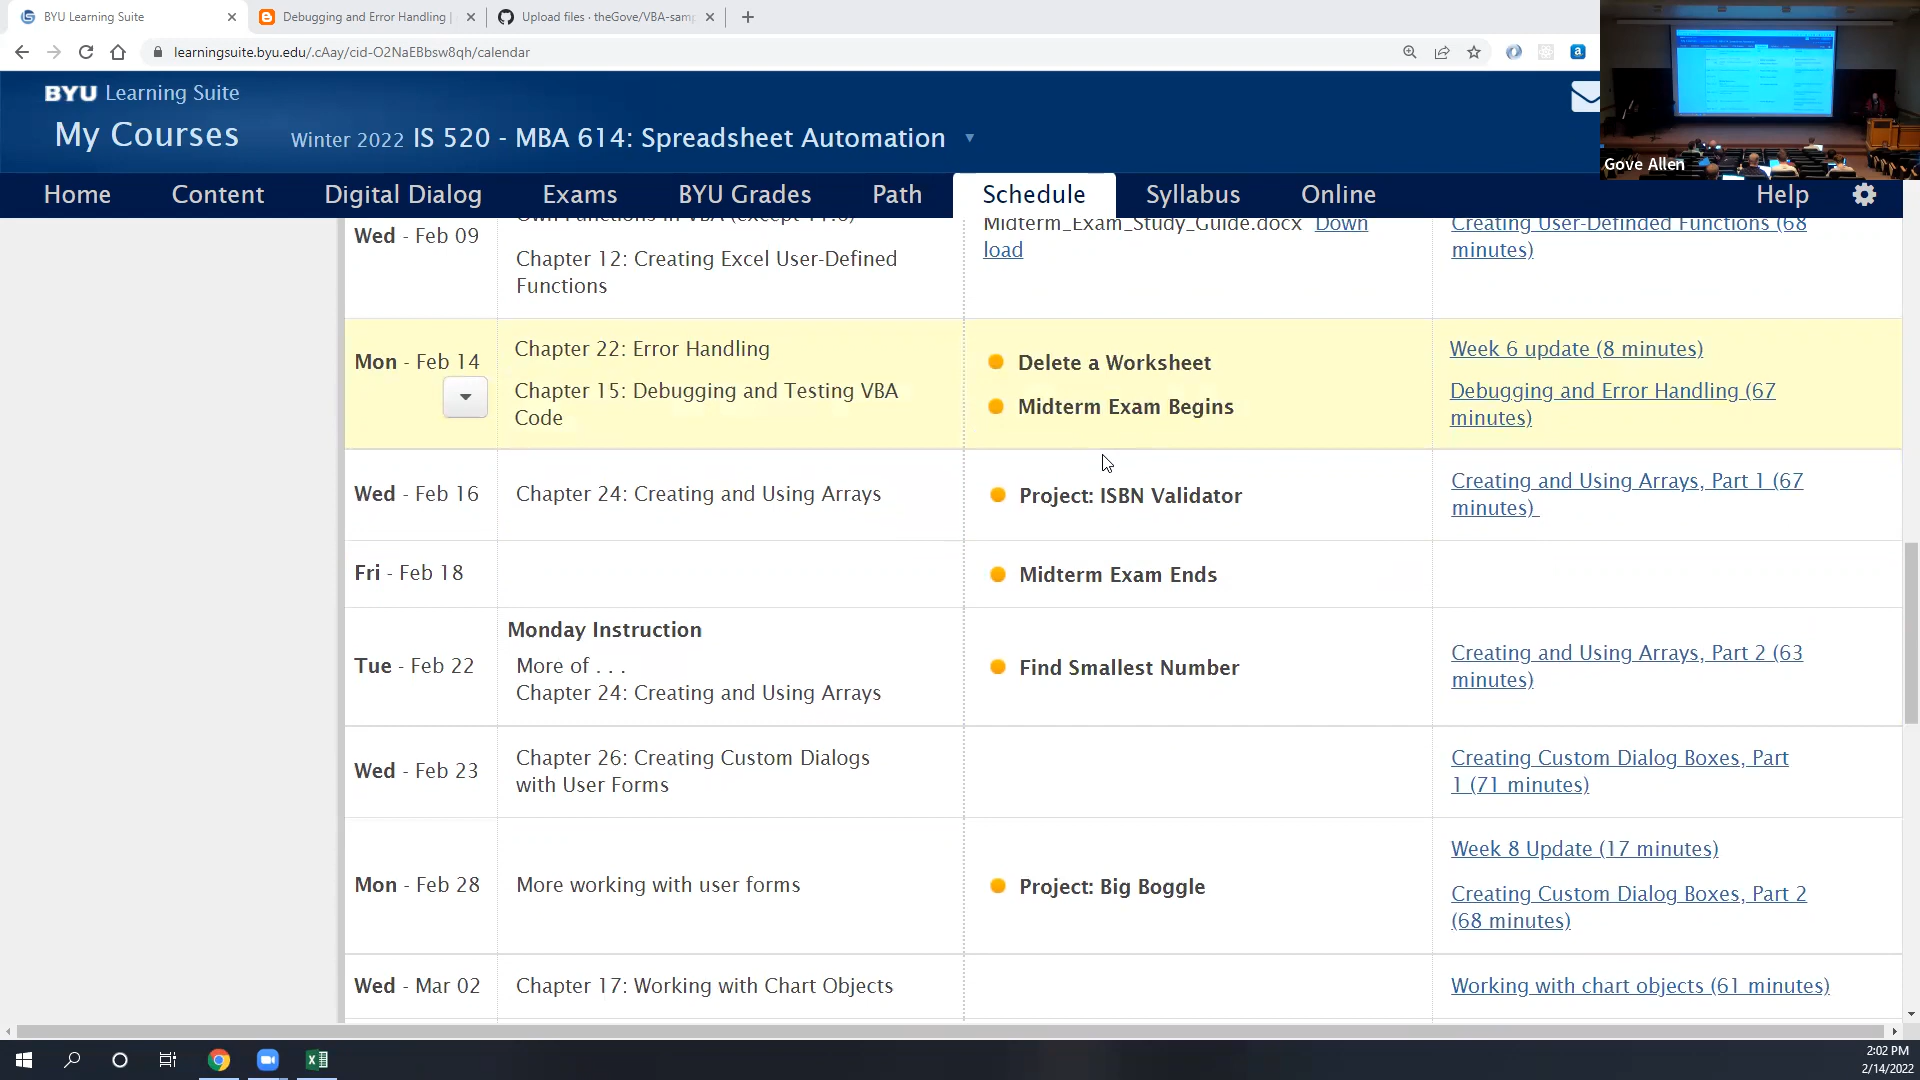 BYU Learning Suite
Debugging and Error Handling |
Upload files · theGove/VBA-samp
learningsuite.byu.edu/.cAay/cid-O2NaEBbsw8qh/calendar
BYU Learning Suite
My Courses
Winter 2022 IS 520 - MBA 614: Spreadsheet Automation
Gove Allen
Home Content Digital Dialog Exams BYU Grades Path Schedule Syllabus Online Help
Own Functions in VBA (except 11.6)
Wed - Feb 09
Chapter 12: Creating Excel User-Defined
Functions
Midterm_Exam_Study_Guide.docx Down
load
Creating User-Definded Functions (68
minutes)
Mon - Feb 14
Chapter 22: Error Handling
Chapter 15: Debugging and Testing VBA
Code
Delete a Worksheet
Midterm Exam Begins
Week 6 update (8 minutes)
Debugging and Error Handling (67
minutes)
Wed - Feb 16
Chapter 24: Creating and Using Arrays
Project: ISBN Validator
Creating and Using Arrays, Part 1 (67
minutes)
Fri - Feb 18
Midterm Exam Ends
Tue - Feb 22
Monday Instruction
More of . . .
Chapter 24: Creating and Using Arrays
Find Smallest Number
Creating and Using Arrays, Part 2 (63
minutes)
Wed - Feb 23
Chapter 26: Creating Custom Dialogs
with User Forms
Creating Custom Dialog Boxes, Part
1 (71 minutes)
Mon - Feb 28
More working with user forms
Project: Big Boggle
Week 8 Update (17 minutes)
Creating Custom Dialog Boxes, Part 2
(68 minutes)
Wed - Mar 02
Chapter 17: Working with Chart Objects
Working with chart objects (61 minutes)
2:02 PM
2/14/2022